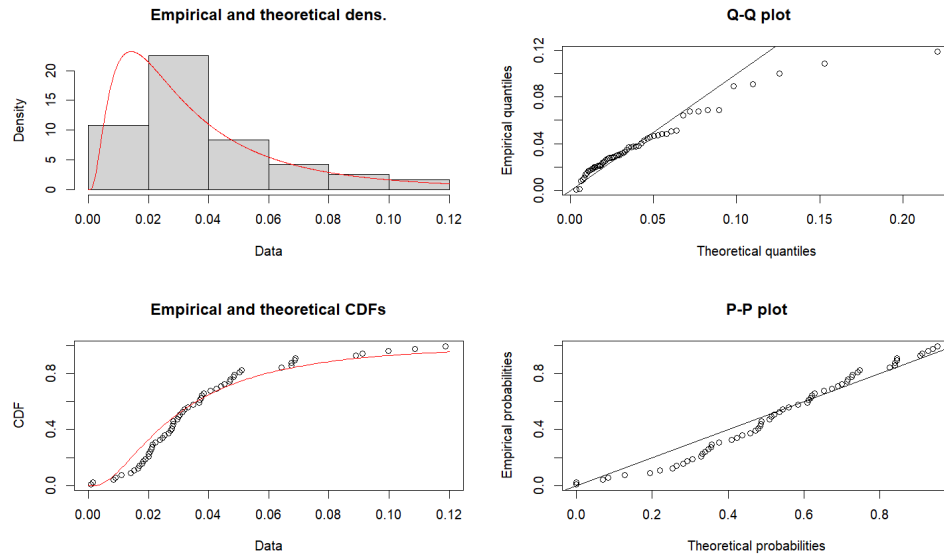 Empirical and theoretical dens.
Density
20
15
10
5
0
0.00 0.02 0.04 0.06 0.08 0.10 0.12
Data
Q-Q plot
Empirical quantiles
0.12
0.08
0.04
0.00
0.00 0.05 0.10 0.15 0.20
Theoretical quantiles
Empirical and theoretical CDFs
CDF
0.8
0.4
0.0
0.00 0.02 0.04 0.06 0.08 0.10 0.12
Data
P-P plot
Empirical probabilities
0.8
0.4
0.0
0.0 0.2 0.4 0.6 0.8
Theoretical probabilities